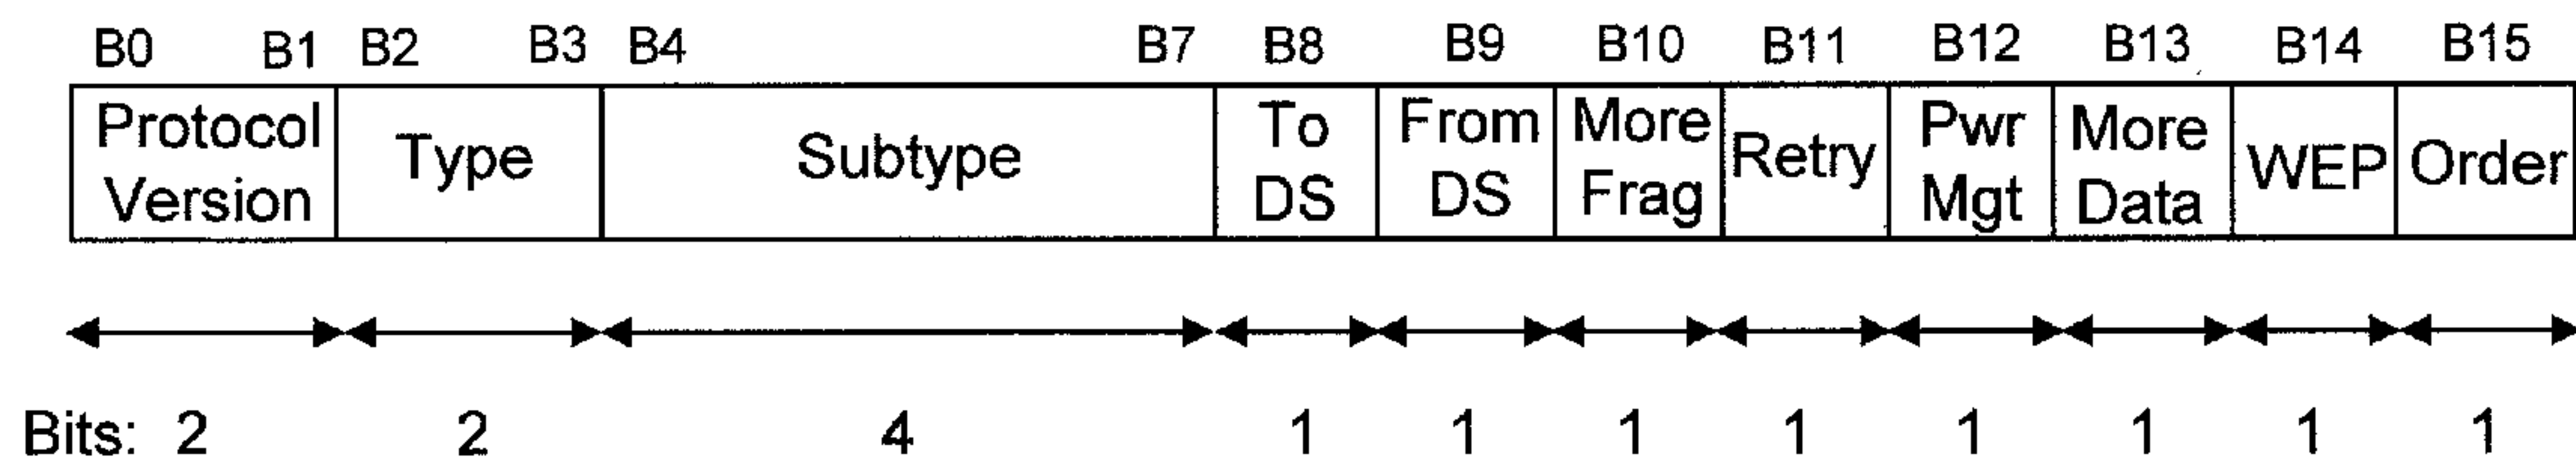 B0 B1 B2 B3 B4 B7 B8 B9 B10 B11 B12 B13 B14 B15
Protocol Version Type Subtype To DS From DS More Frag Retry Pwr Mgt More Data WEP Order
Bits: 2 2 4 1 1 1 1 1 1 1 1